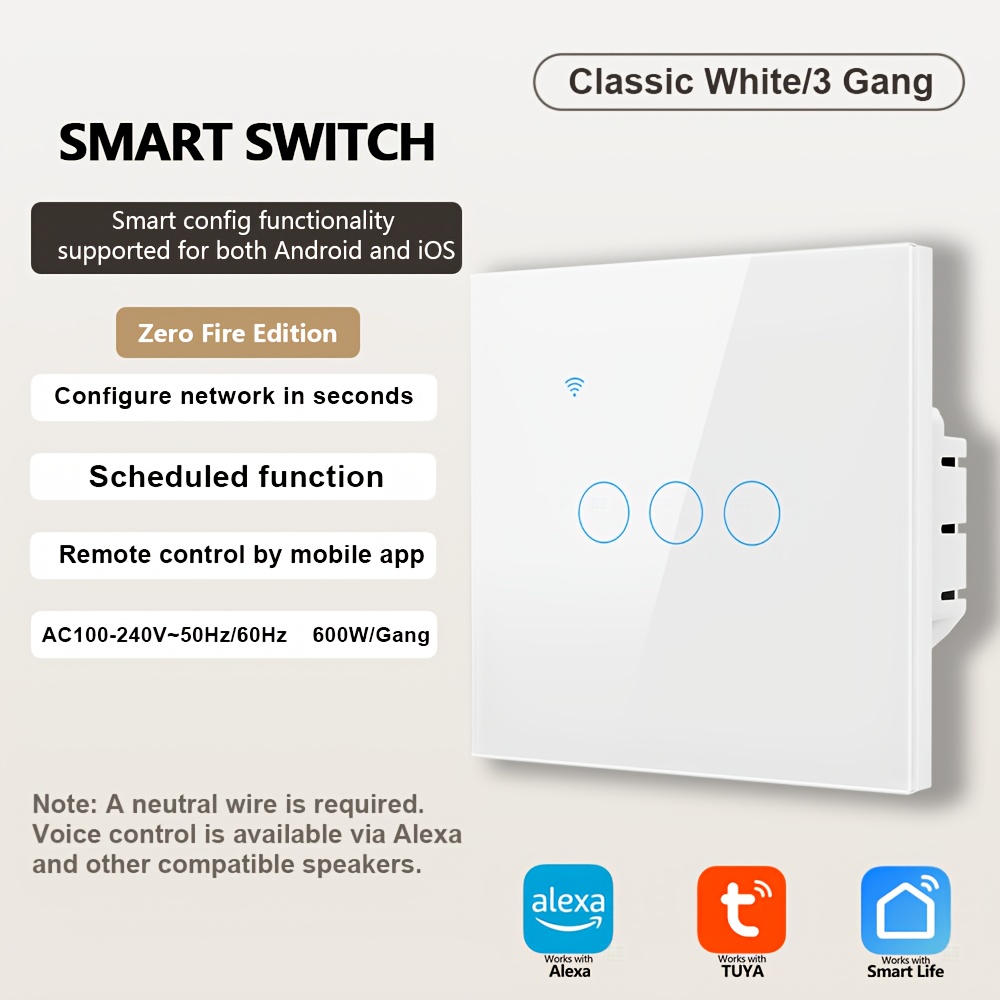 Classic White/3 Gang
SMART SWITCH
Smart config functionality
supported for both Android and iOS
Zero Fire Edition
Configure network in seconds
Scheduled function
Remote control by mobile app
AC100-240V~50Hz/60Hz 600W/Gang
Note: A neutral wire is required.
Voice control is available via Alexa
and other compatible speakers.
alexa
Works with
Alexa
Works with
TUYA
Works with
Smart Life